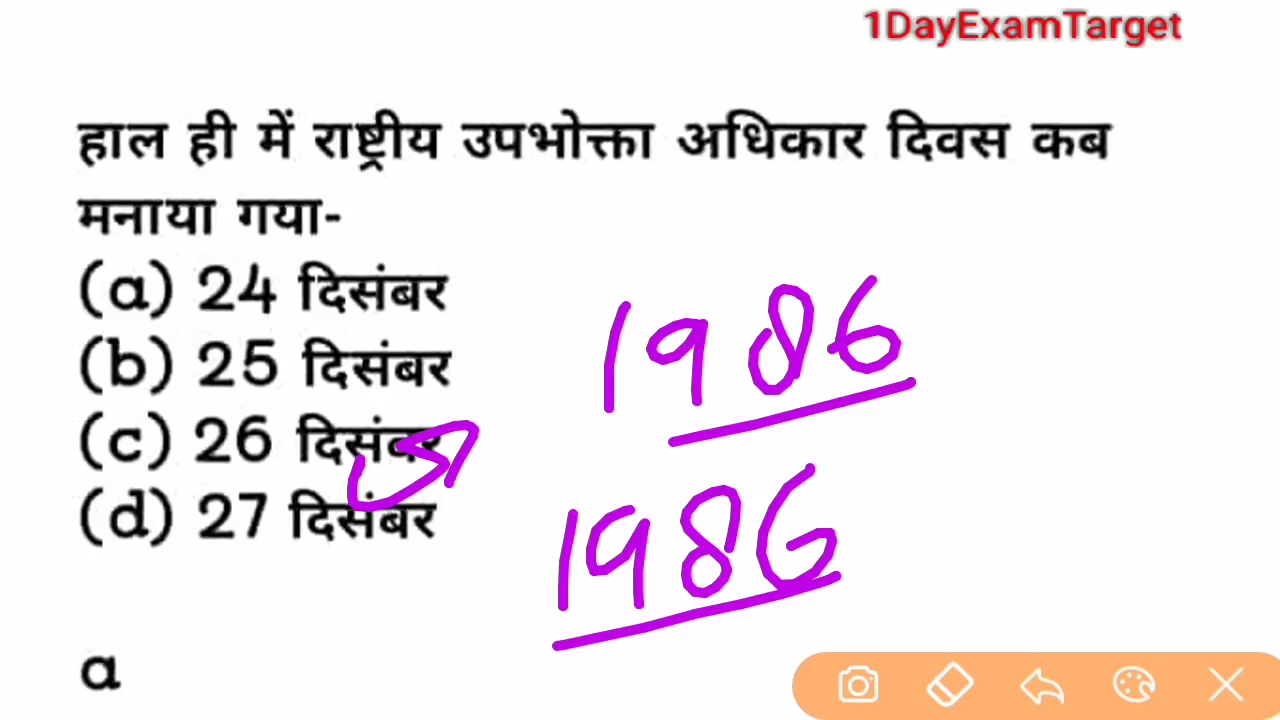 1DayExamTarget
हाल ही में राष्ट्रीय उपभोक्ता अधिकार दिवस कब
मनाया गया-
(a) 24 दिसंबर
(b) 25 दिसंबर
(c) 26 दिसंबर
(d) 27 दिसंबर
1986
1986
a